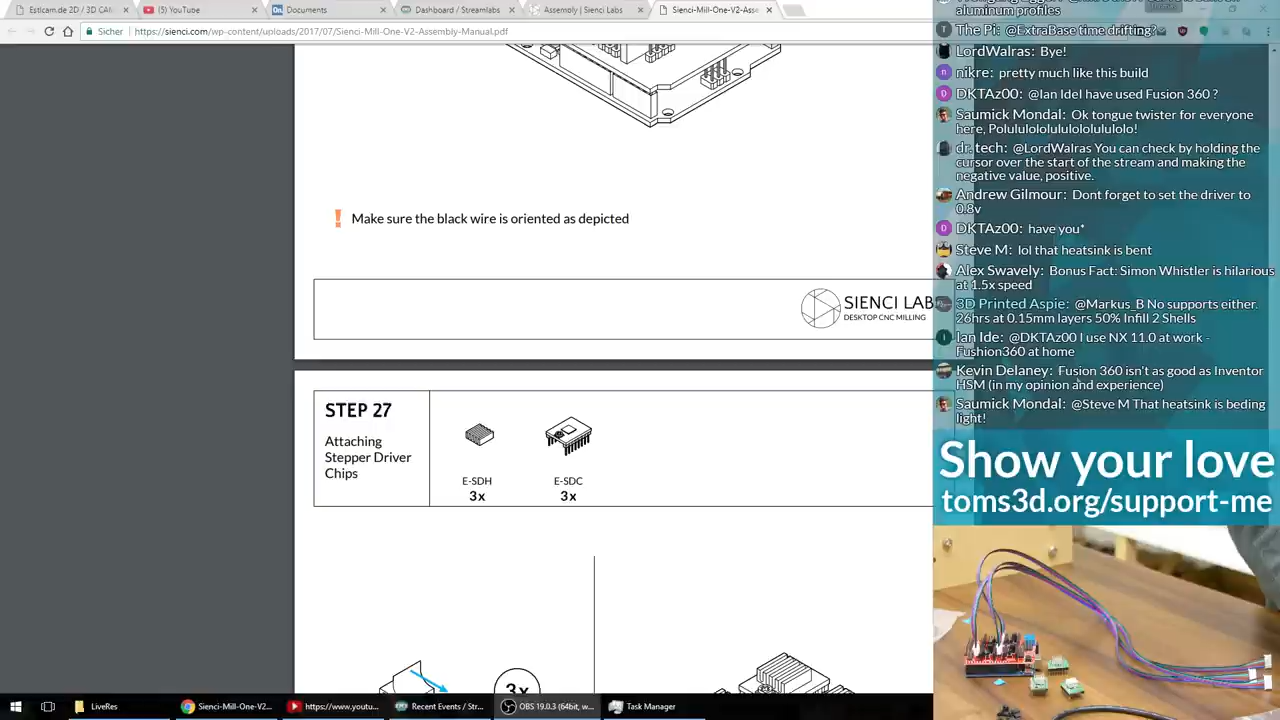 Estlcam.de 2D / 3D CAM
(5) YouTube
Documents
Dashboard / Streamlabs
Assembly | Sienci Labs
Sienci-Mill-One-V2-Asse
Sicher
https://sienci.com/wp-content/uploads/2017/07/Sienci-Mill-One-V2-Assembly-Manual.pdf
Make sure the black wire is oriented as depicted
SIENCI LAB
DESKTOP CNC MILLING
STEP 27
Attaching
Stepper Driver
Chips
E-SDH
3x
E-SDC
3x
3x
aluminum profiles
The Pi: @ExtraBase time drifting?
LordWalras: Bye!
nikre: pretty much like this build
DKTAz00: @Ian IdeI have used Fusion 360 ?
Saumick Mondal: Ok tongue twister for everyone
here, Polulululolululololululolo!
dr.tech: @LordWalras You can check by holding the
cursor over the start of the stream and making the
negative value, positive.
Andrew Gilmour: Dont forget to set the driver to
0.8v
DKTAz00: have you*
Steve M: lol that heatsink is bent
Alex Swavely: Bonus Fact: Simon Whistler is hilarious
at 1.5x speed
3D Printed Aspie: @Markus_B No supports either.
26hrs at 0.15mm layers 50% Infill 2 Shells
Ian Ide: @DKTAz00 I use NX 11.0 at work -
Fushion360 at home
Kevin Delaney: Fusion 360 isn't as good as Inventor
HSM (in my opinion and experience)
Saumick Mondal: @Steve M That heatsink is beding
light!
Show your love
toms3d.org/support-me
LiveRes
Sienci-Mill-One-V2...
https://www.youtu...
Recent Events / Str...
OBS 19.0.3 (64bit, w...
Task Manager